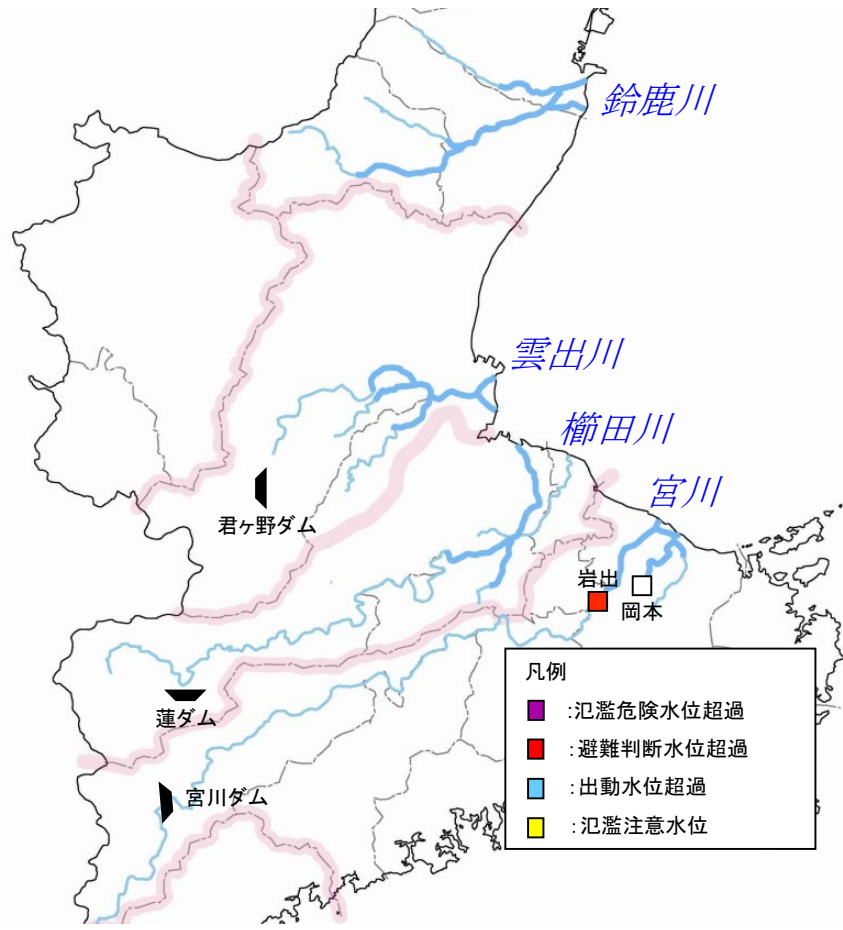 鈴鹿川
雲出川
櫛田川
宮川
君ヶ野ダム
岩出
岡本
蓮ダム
宮川ダム
凡例
:氾濫危険水位超過
:避難判断水位超過
:出動水位超過
:氾濫注意水位